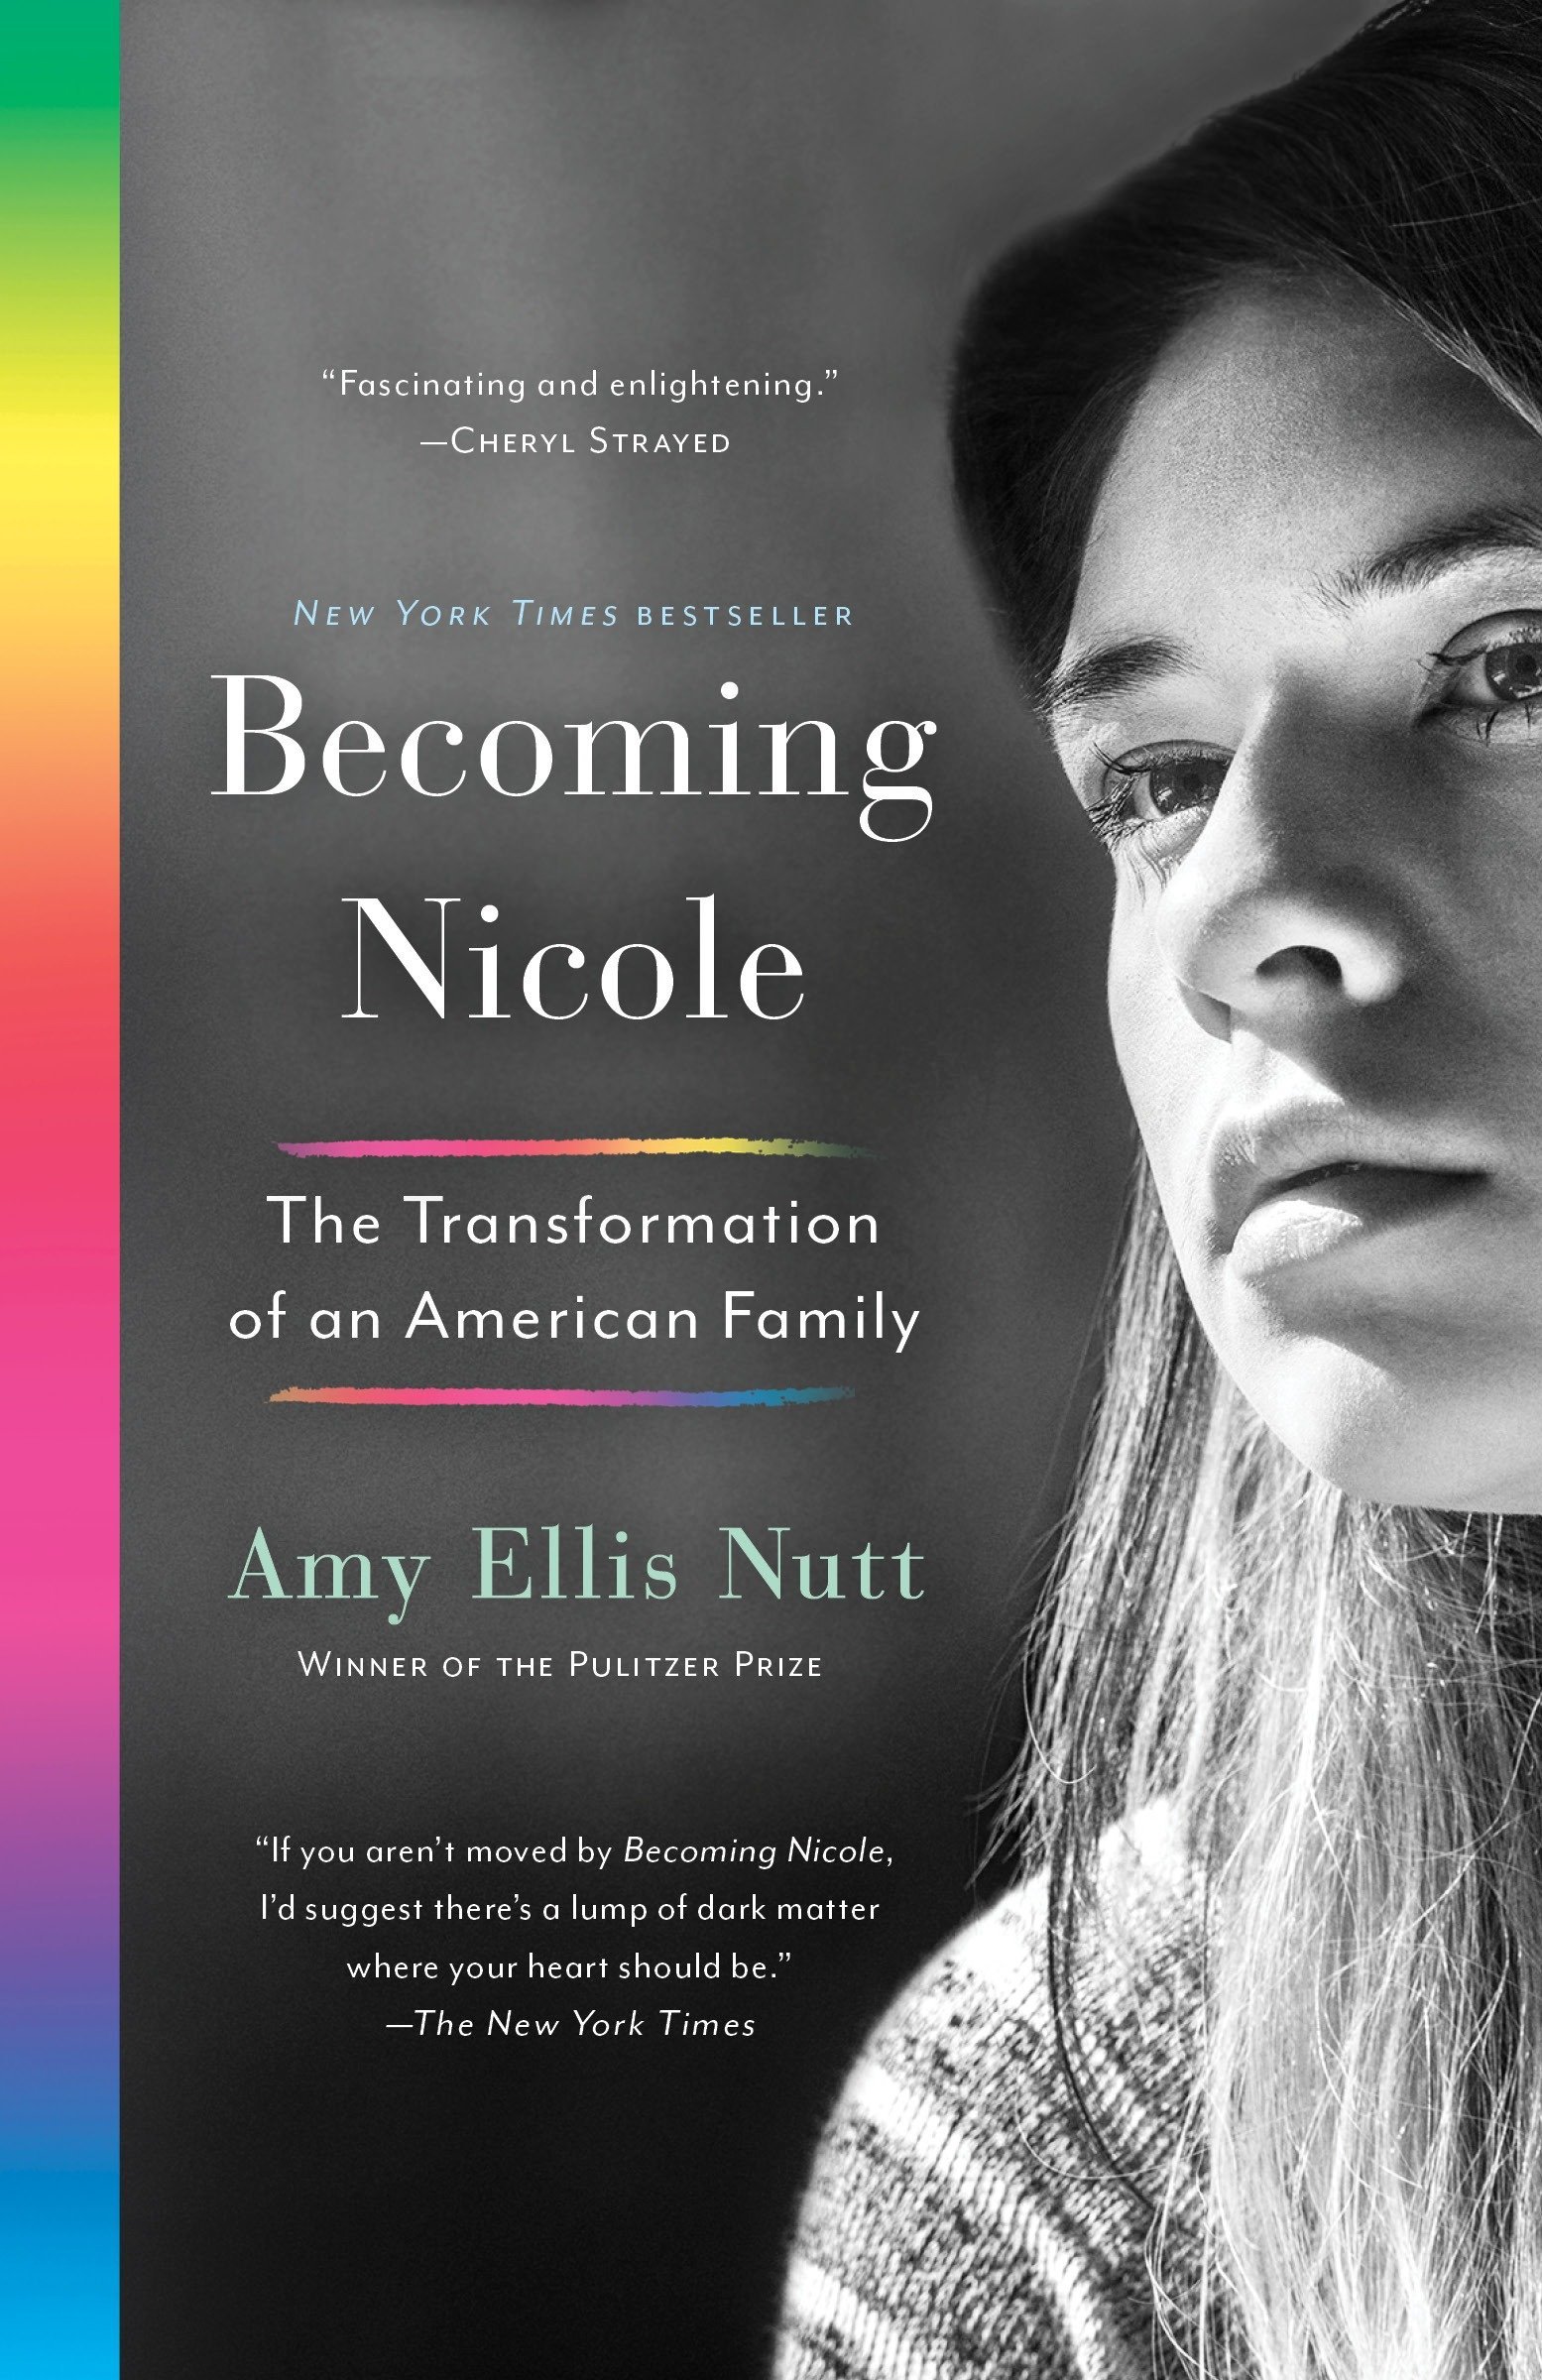 “Fascinating and enlightening.”
—Cheryl Strayed
New York Times bestseller
Becoming
Nicole
The Transformation
of an American Family
Amy Ellis Nutt
Winner of the Pulitzer Prize
“If you aren’t moved by Becoming Nicole,
I’d suggest there’s a lump of dark matter
where your heart should be.”
—The New York Times